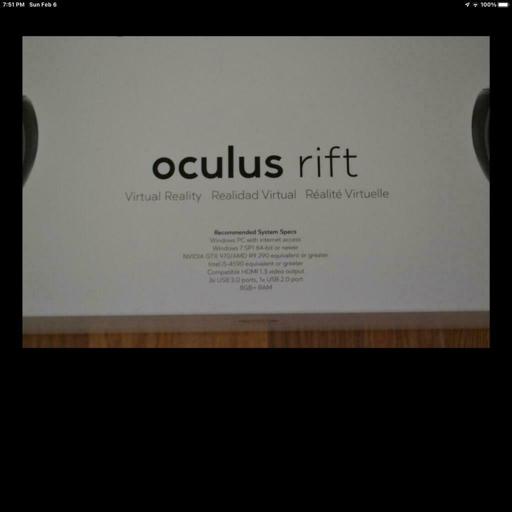 7:51 PM Sun Feb 6 100%
oculus rift
Virtual Reality Realidad Virtual Réalité Virtuelle
Recommended System Specs
Windows PC with internet access
Windows 7 SP1 64-bit or newer
NVIDIA GTX 970/AMD R9 290 equivalent or greater
Intel i5-4590 equivalent or greater
Compatible HDMI 1.3 video output
3x USB 3.0 ports, 1x USB 2.0 port
8GB+ RAM